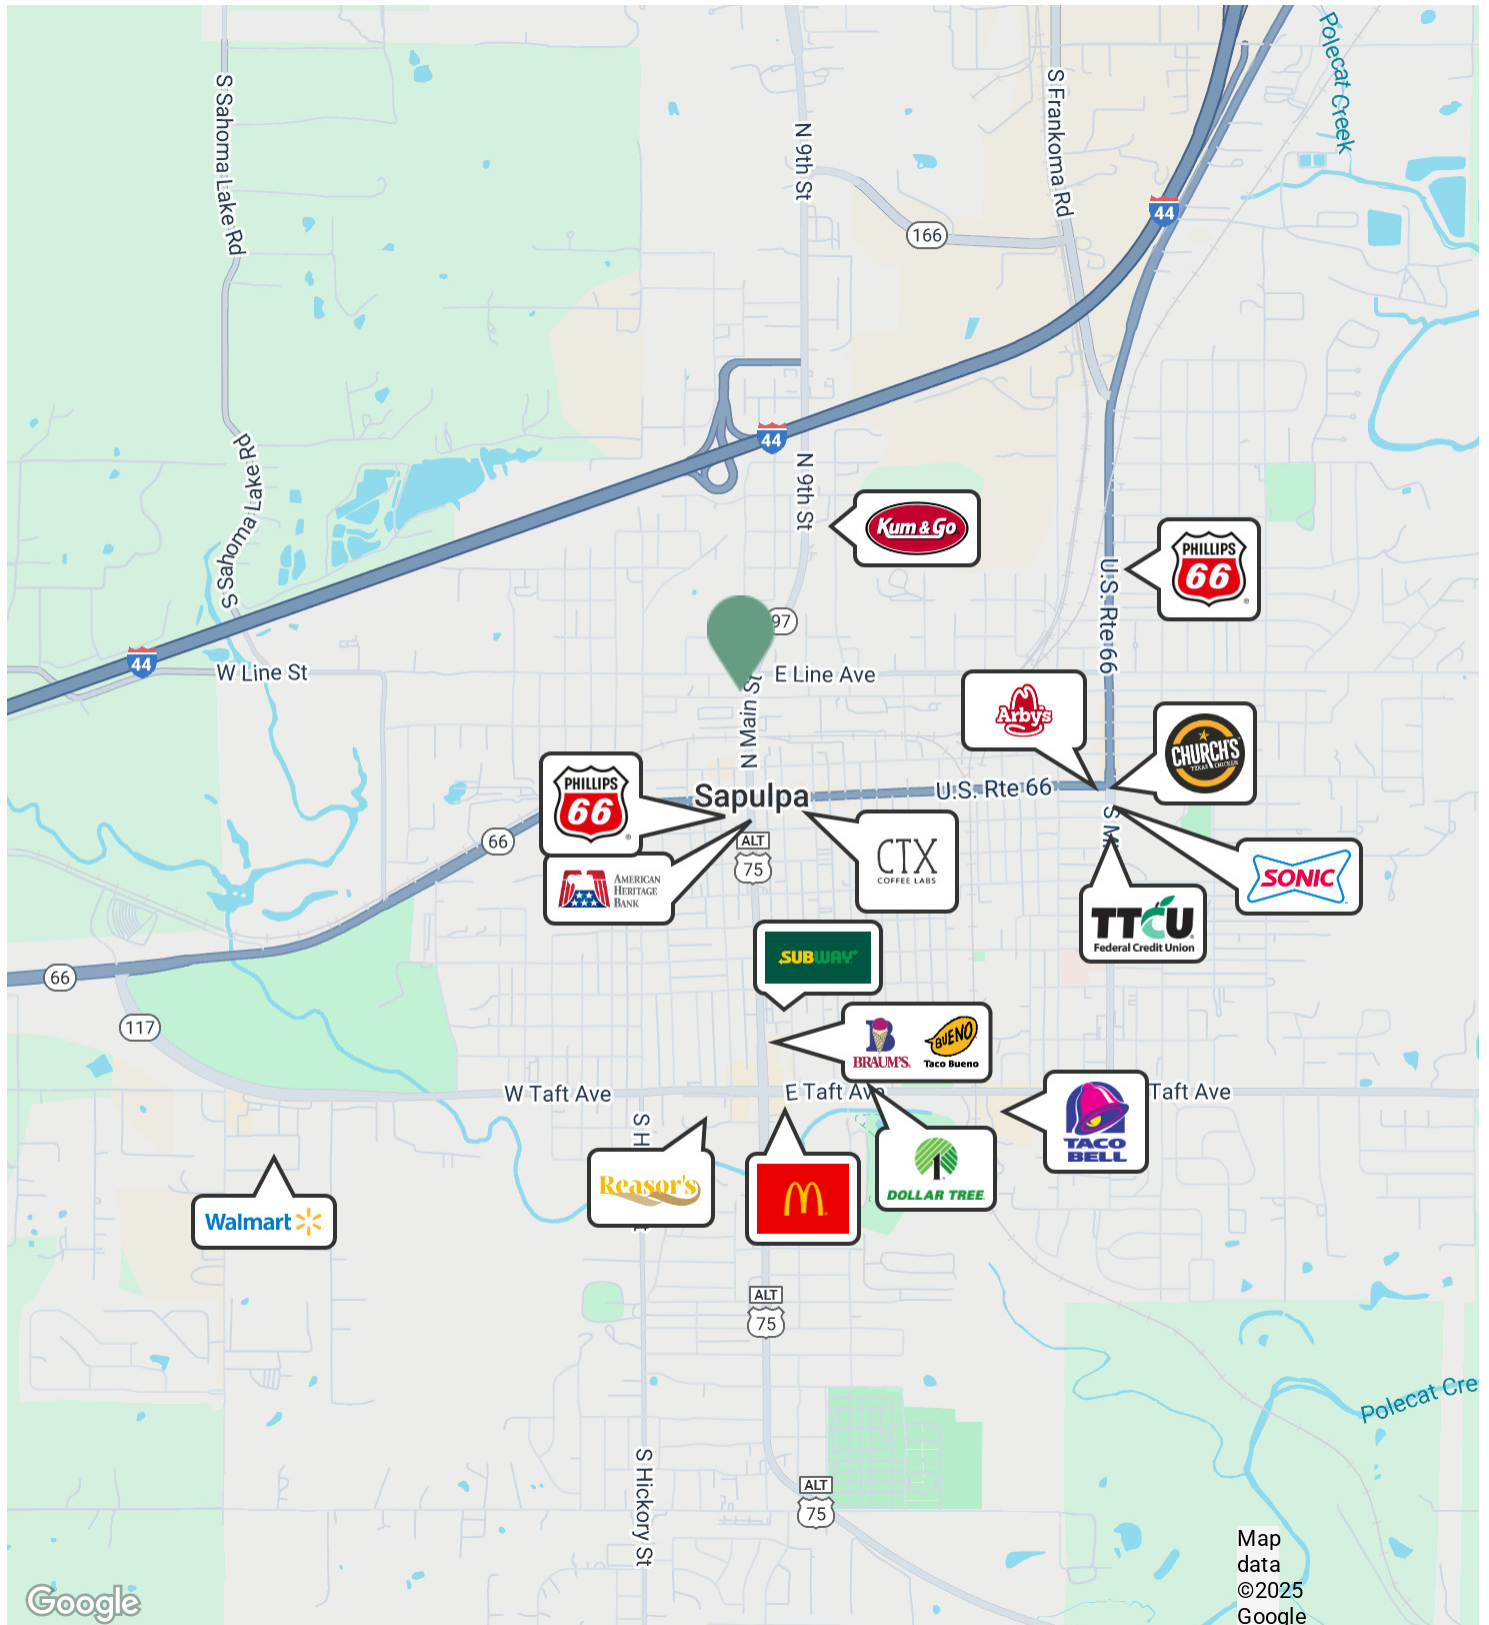 Polecat Creek
S Sahoma Lake Rd
S Frankoma Rd
N 9th St
44
166
44
S Sahoma Lake Rd
N 9th St
Kum & Go
PHILLIPS
66
U.S. Rte 66
97
44
W Line St
E Line Ave
N Main St
Arby's
CHURCH'S
TEXAS CHICKEN
PHILLIPS
66
Sapulpa
U.S. Rte 66
S M
66
ALT
75
CTX
COFFEE LABS
AMERICAN
HERITAGE
BANK
SONIC
TTCU
Federal Credit Union
SUBWAY
66
117
BRAUM'S
BUENO
Taco Bueno
W Taft Ave
E Taft Ave
Taft Ave
S H
TACO
BELL
Reasor's
DOLLAR TREE
Walmart
ALT
75
Polecat Cre
S Hickory St
ALT
75
Map
data
©2025
Google
Google